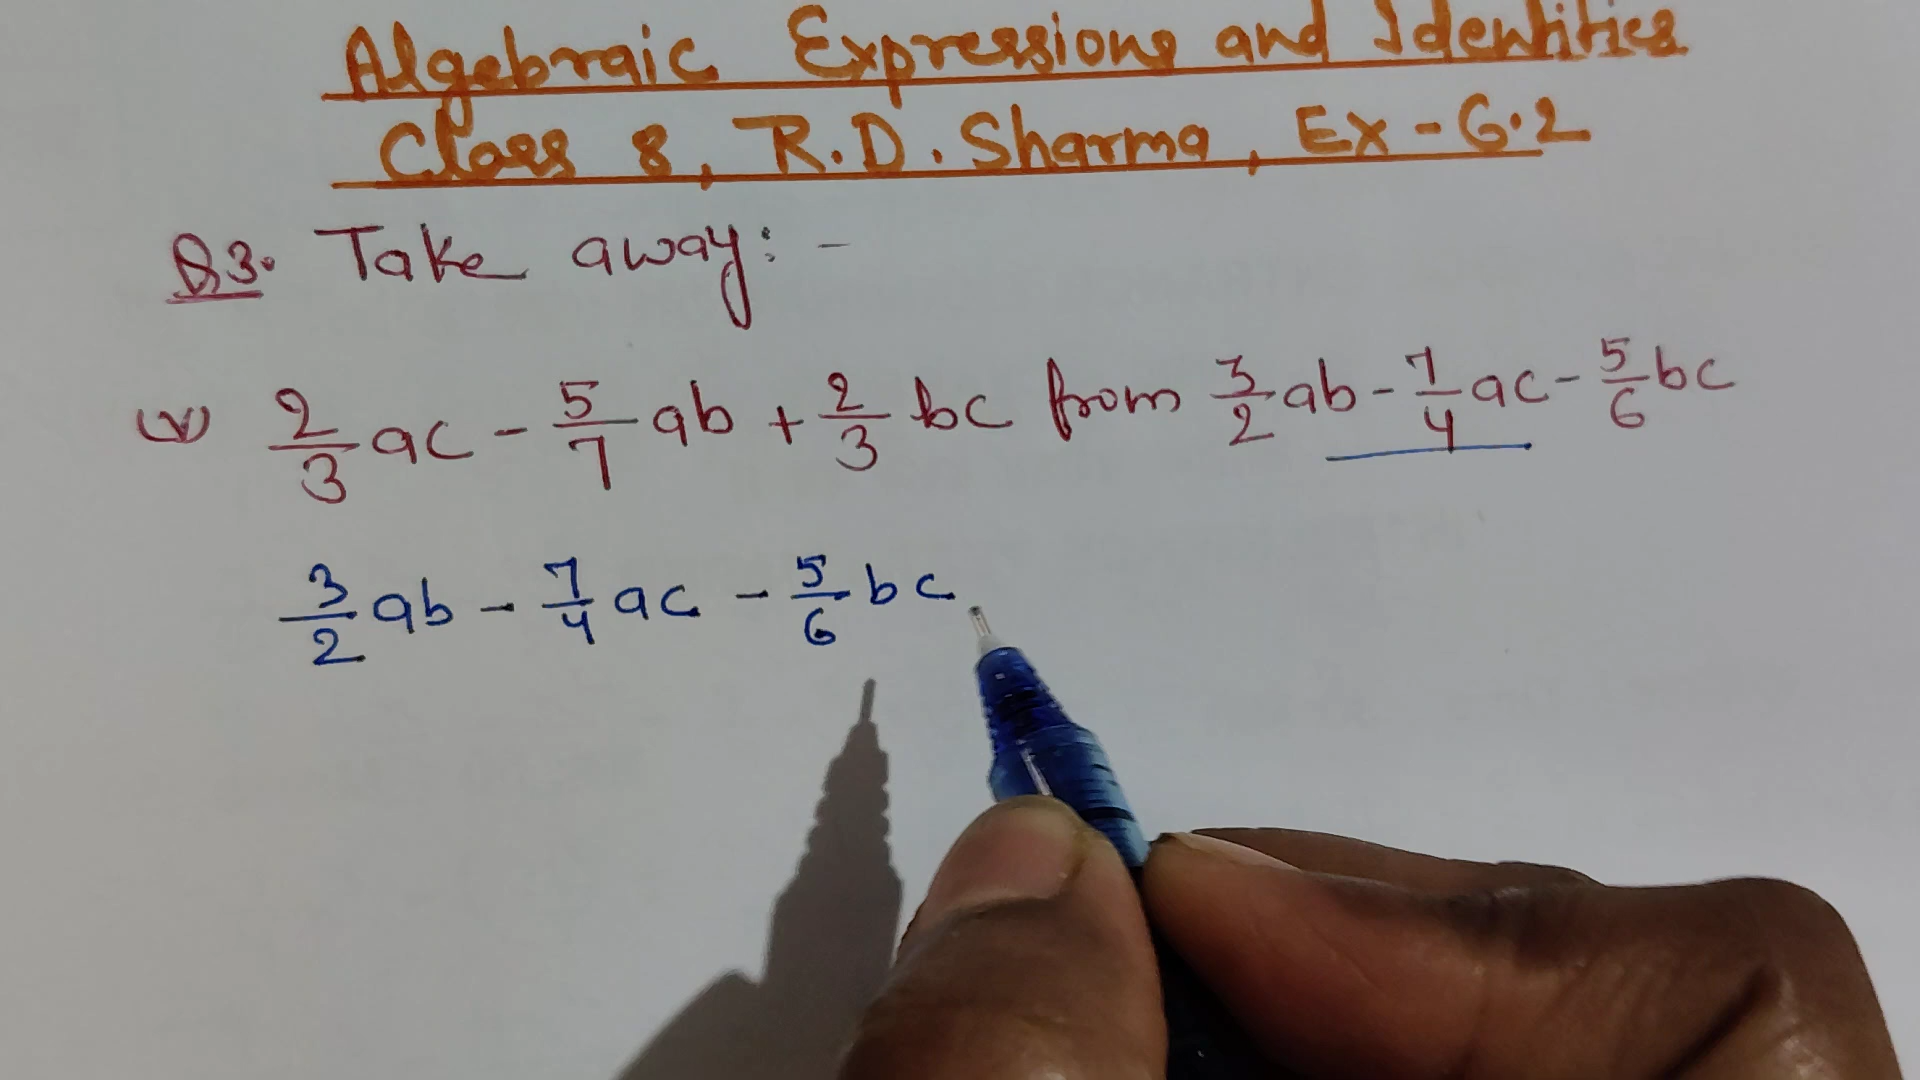 Algebraic Expressions and Identities
Class 8, R.D. Sharma, Ex-6.2
Q3. Take away:-
(v) 2/3 ac - 5/7 ab + 2/3 bc from 3/2 ab - 7/4 ac - 5/6 bc
3/2 ab - 7/4 ac - 5/6 bc